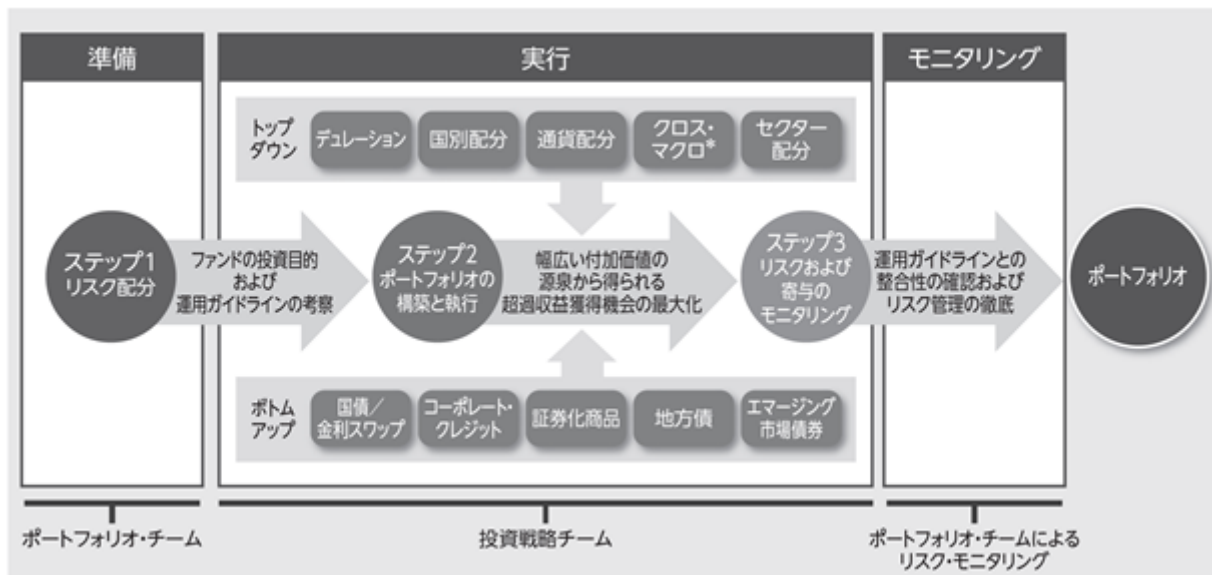 準備
実行
モニタリング
トップ
ダウン
デュレーション
国別配分
通貨配分
クロス・
マクロ*
セクター
配分
ステップ1
リスク配分
ファンドの投資目的
および
運用ガイドラインの考察
ステップ2
ポートフォリオの
構築と執行
幅広い付加価値の
源泉から得られる
超過収益獲得機会の最大化
ステップ3
リスクおよび
寄与の
モニタリング
運用ガイドラインとの
整合性の確認および
リスク管理の徹底
ポートフォリオ
ボトム
アップ
国債／
金利スワップ
コーポレート・
クレジット
証券化商品
地方債
エマージング
市場債券
ポートフォリオ・チーム
投資戦略チーム
ポートフォリオ・チームによる
リスク・モニタリング